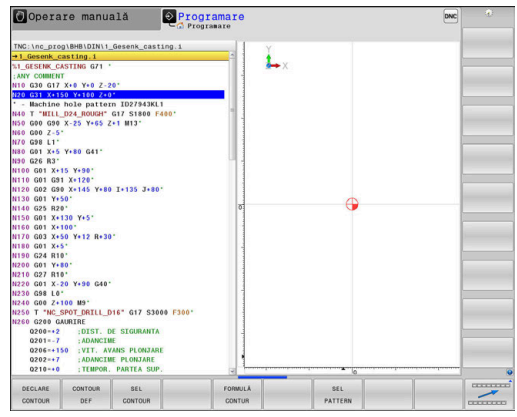 Operare manuală
Programare
Programare
DNC
TNC:\nc_prog\BHB\DIN\1_Gesenk_casting.i
→1_Gesenk_casting.i
%1_GESENK_CASTING G71 *
;ANY COMMENT
N10 G30 G17 X+0 Y+0 Z-20*
N20 G31 X+150 Y+100 Z+0*
* - Machine hole pattern ID27943KL1
N40 T "MILL_D24_ROUGH" G17 S1800 F400*
N50 G00 G90 X-25 Y+65 Z+1 M13*
N60 G00 Z-5*
N70 G98 L1*
N80 G01 X+5 Y+80 G41*
N90 G26 R3*
N100 G01 X+15 Y+90*
N110 G01 G91 X+120*
N120 G02 G90 X+145 Y+80 I+135 J+80*
N130 G01 Y+50*
N140 G25 R20*
N150 G01 X+130 Y+5*
N160 G01 X+100*
N170 G03 X+50 Y+12 R+30*
N180 G01 X+5*
N190 G24 R10*
N200 G01 Y+80*
N210 G27 R10*
N220 G01 X-20 Y+90 G40*
N230 G98 L0*
N240 G00 Z+100 M9*
N250 T "NC_SPOT_DRILL_D16" G17 S3000 F300*
N260 G200 GAURIRE
Q200=+2 ;DIST. DE SIGURANTA
Q201=-7 ;ADANCIME
Q206=+150 ;VIT. AVANS PLONJARE
Q202=+7 ;ADANCIME PLONJARE
Q210=+0 ;TEMPOR. PARTEA SUP.
Y
X
0
0
DECLARE CONTOUR
CONTOUR DEF
SEL CONTOUR
FORMULĂ CONTUR
SEL PATTERN